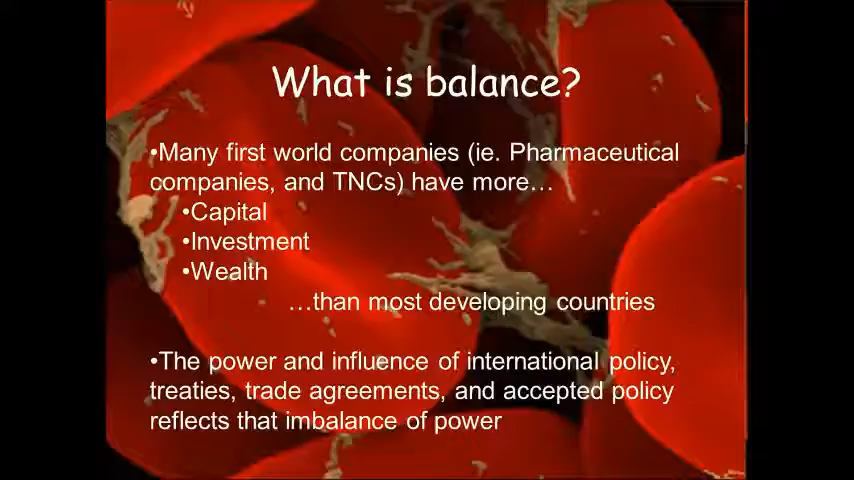 What is balance?
•Many first world companies (ie. Pharmaceutical
companies, and TNCs) have more…
•Capital
•Investment
•Wealth
…than most developing countries
•The power and influence of international policy,
treaties, trade agreements, and accepted policy
reflects that imbalance of power